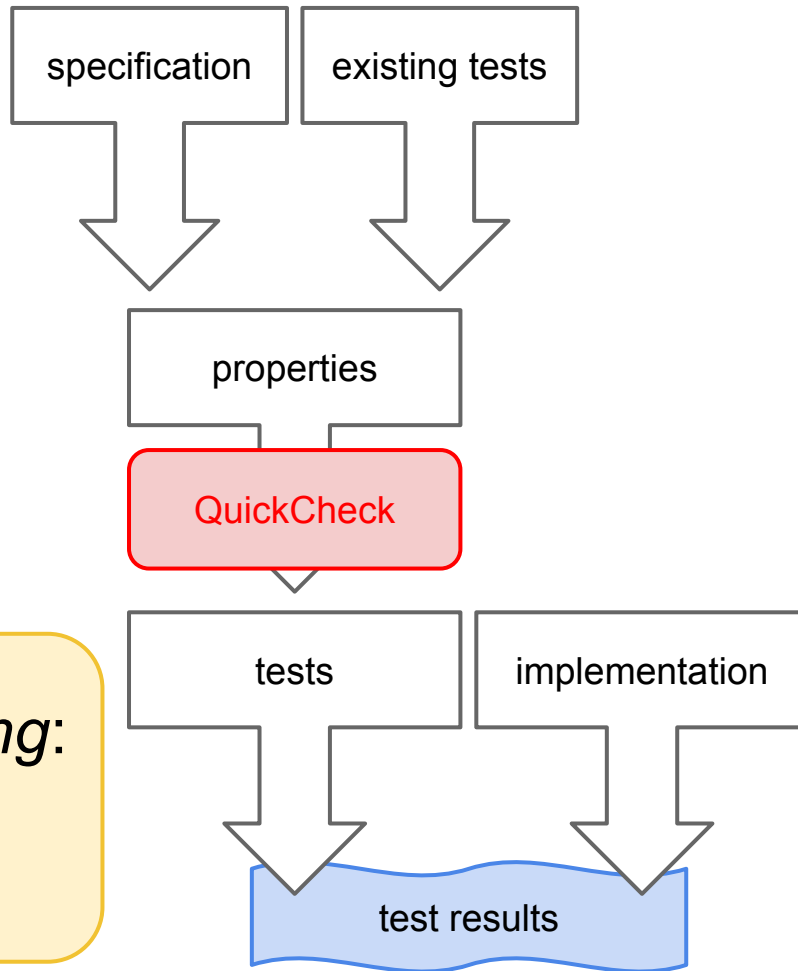 specification
existing tests
properties
QuickCheck
tests
implementation
ng:
test results